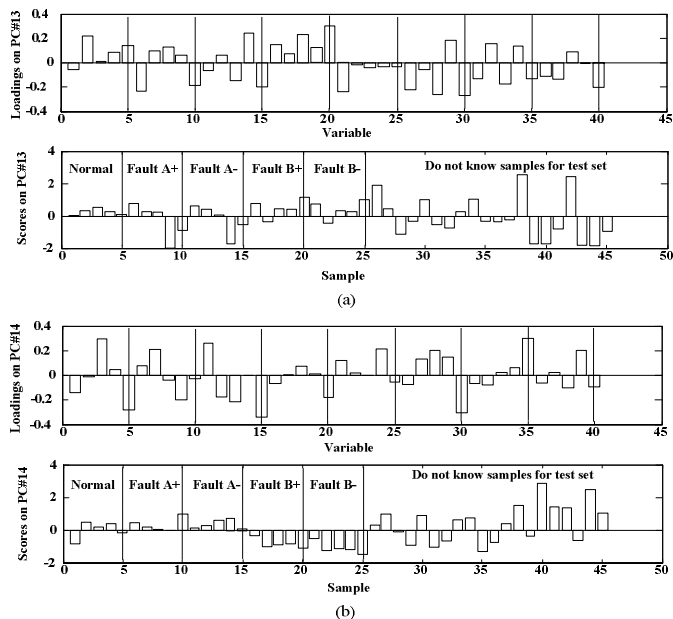 Loadings on PC#13
0.4
0.2
0
-0.2
-0.4
0 5 10 15 20 25 30 35 40 45
Variable
Scores on PC#13
4
2
0
-2
Normal Fault A+ Fault A- Fault B+ Fault B- Do not know samples for test set
0 5 10 15 20 25 30 35 40 45 50
Sample
(a)
Loadings on PC#14
0.4
0.2
0
-0.2
-0.4
0 5 10 15 20 25 30 35 40 45
Variable
Scores on PC#14
4
2
0
-2
Normal Fault A+ Fault A- Fault B+ Fault B- Do not know samples for test set
0 5 10 15 20 25 30 35 40 45 50
Sample
(b)